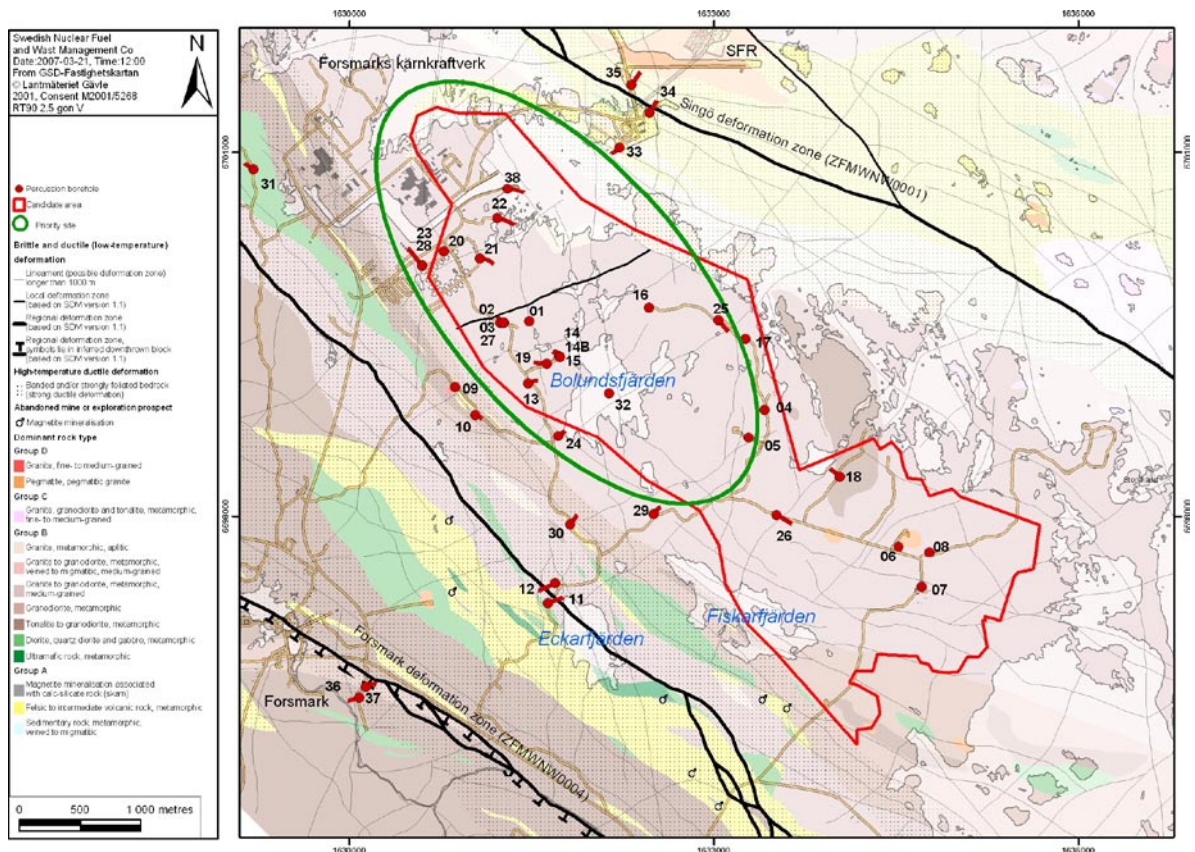 Swedish Nuclear Fuel
and Wast Management Co
Date:2007-03-21, Time:12:00
From GSD-Fastighetskartan
© Lantmäteriet Gävle
2001, Consent M2001/5268
RT90 2.5 gon V
N
Percussion borehole
Candidate area
Priority site
Brittle and ductile (low-temperature)
deformation
Lineament (possible deformation zone)
longer than 1000 m
Local deformation zone
(based on SDM version 1.1)
Regional deformation zone
(based on SDM version 1.1)
Regional deformation zone,
symbols lie in inferred downthrown block
(based on SDM version 1.1)
High-temperature ductile deformation
Banded and/or strongly foliated bedrock
(strong ductile deformation)
Abandoned mine or exploration prospect
Magnetite mineralisation
Dominant rock type
Group D
Granite, fine- to medium-grained
Pegmatite, pegmatitic granite
Group C
Granite, granodiorite and tonalite, metamorphic,
fine- to medium-grained
Group B
Granite, metamorphic, aplitic
Granite to granodiorite, metamorphic,
veined to migmatitic, medium-grained
Granite to granodiorite, metamorphic,
medium-grained
Granodiorite, metamorphic
Tonalite to granodiorite, metamorphic
Diorite, quartz diorite and gabbro, metamorphic
Ultramafic rock, metamorphic
Group A
Magnetite mineralisation associated
with calc-silicate rock (skarn)
Felsic to intermediate volcanic rock, metamorphic
Sedimentary rock, metamorphic,
veined to migmatitic
0 500 1 000 metres
1630000
1633000
1636000
Forsmarks kärnkraftverk
SFR
35
34
Singö deformation zone (ZFMWNW0001)
33
6701000
6701000
31
38
22
23
28
20
21
16
25
17
02
03
27
01
14
14B
15
19
Bolundsfjärden
13
32
09
10
04
05
24
18
29
26
30
06
08
07
12
11
Fiskarfjärden
Eckarfjärden
6698000
6698000
Forsmark deformation zone (ZFMWNW0004)
36
37
Forsmark
1630000
1633000
1636000